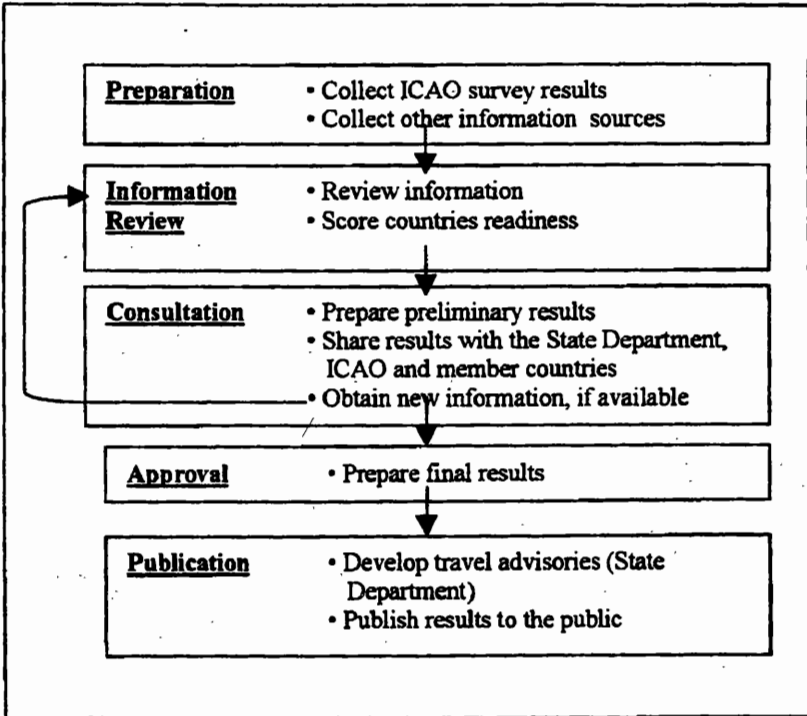 Preparation • Collect ICAO survey results
• Collect other information sources
Information • Review information
Review • Score countries readiness
Consultation • Prepare preliminary results
• Share results with the State Department,
ICAO and member countries
• Obtain new information, if available
Approval • Prepare final results
Publication • Develop travel advisories (State
Department)
• Publish results to the public